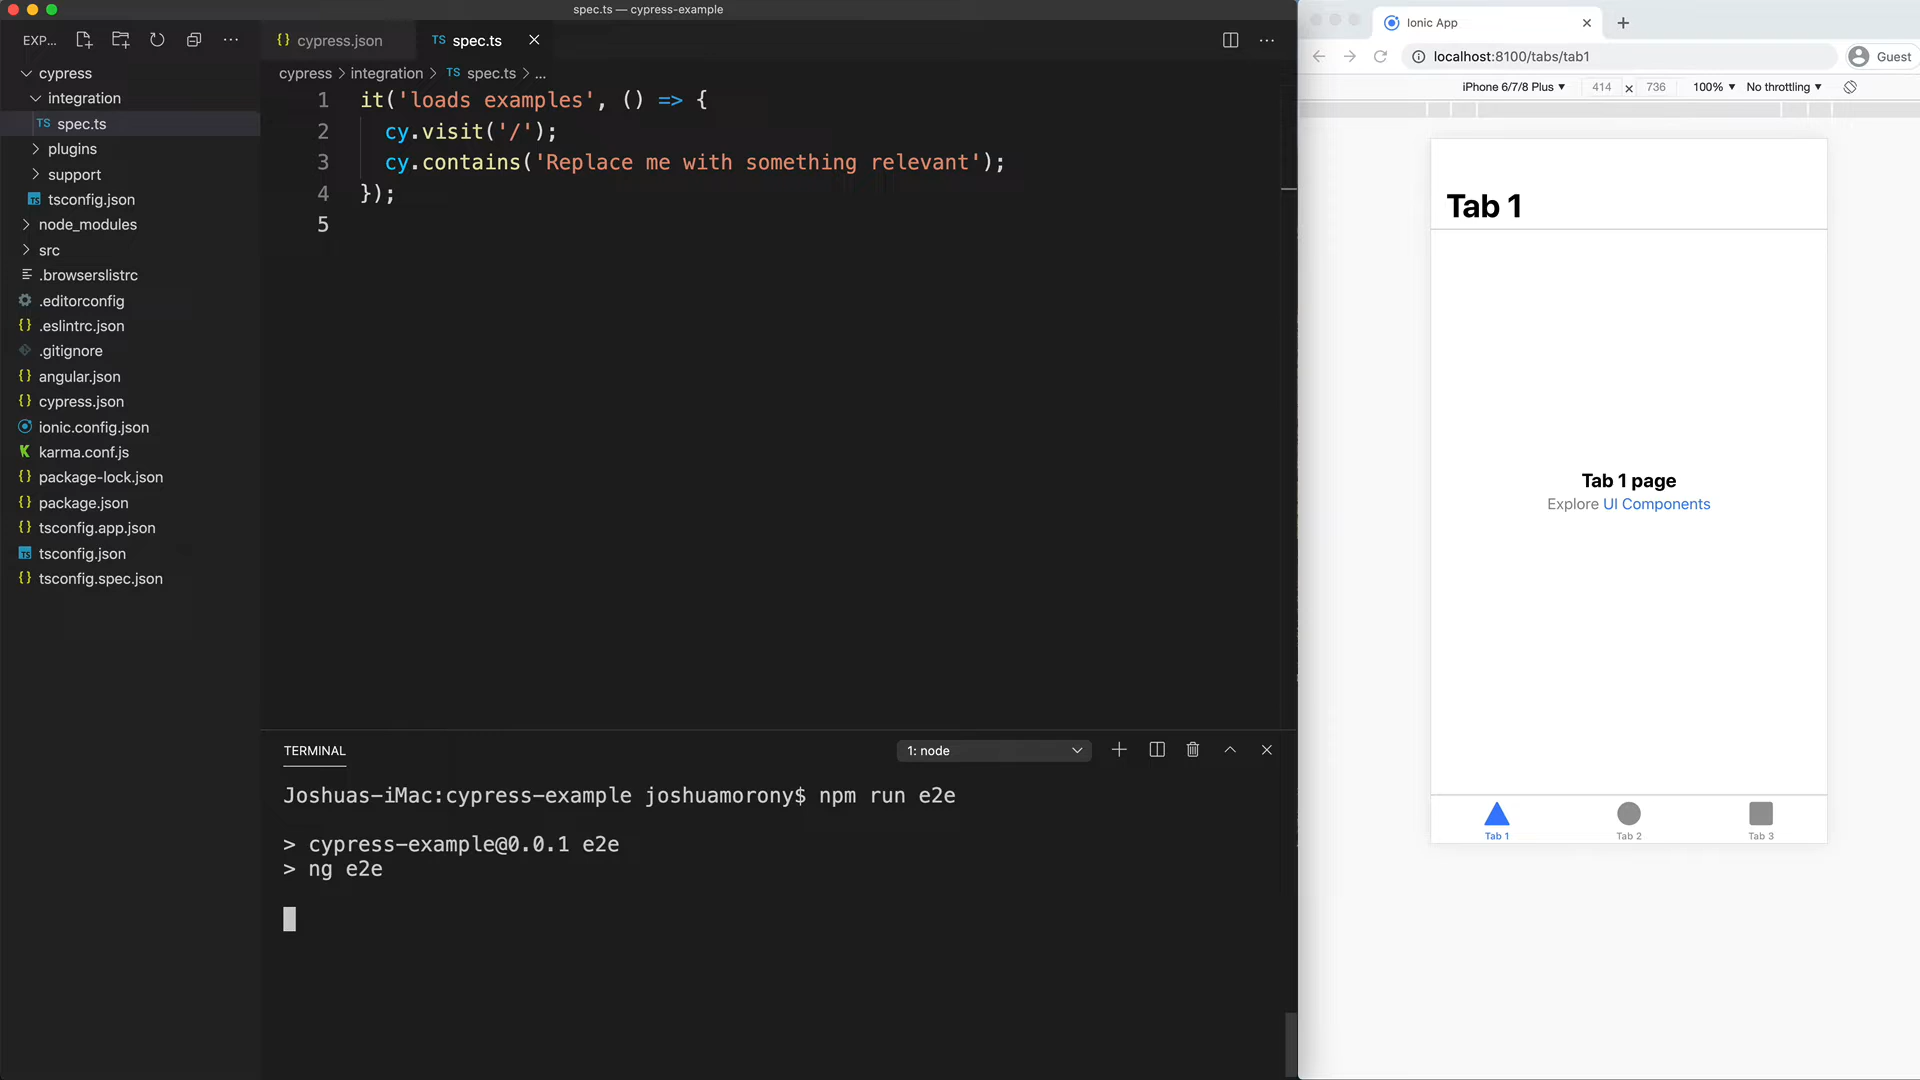 spec.ts — cypress-example
EXP...
cypress
integration
TS spec.ts
plugins
support
TS tsconfig.json
node_modules
src
.browserslistrc
.editorconfig
{} .eslintrc.json
.gitignore
{} angular.json
{} cypress.json
ionic.config.json
K karma.conf.js
{} package-lock.json
{} package.json
{} tsconfig.app.json
TS tsconfig.json
{} tsconfig.spec.json
{} cypress.json
TS spec.ts
cypress > integration > TS spec.ts > ...
1 it('loads examples', () => {
2 cy.visit('/');
3 cy.contains('Replace me with something relevant');
4 });
5
TERMINAL
1: node
Joshuas-iMac:cypress-example joshuamorony$ npm run e2e
> cypress-example@0.0.1 e2e
> ng e2e
Ionic App
localhost:8100/tabs/tab1
Guest
iPhone 6/7/8 Plus ▼ 414 × 736 100% ▼ No throttling ▼
Tab 1
Tab 1 page
Explore UI Components
Tab 1
Tab 2
Tab 3